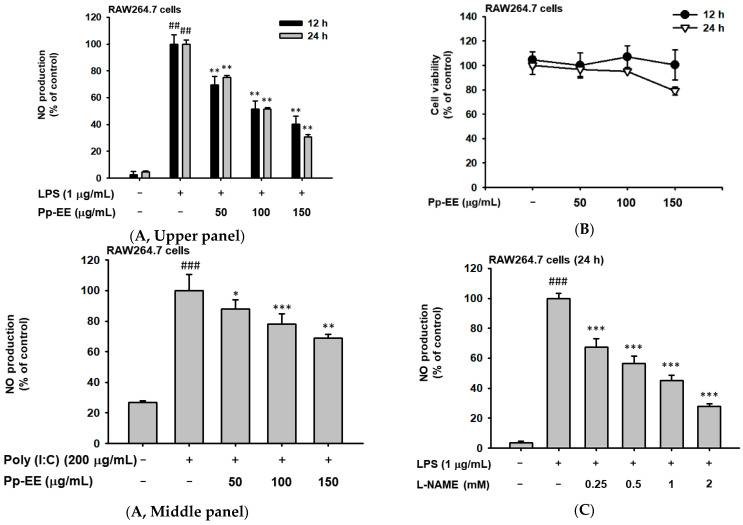 RAW264.7 cells
NO production
(% of control)
120
100
80
60
40
20
0
12 h
24 h
##
##
**
**
**
**
**
**
LPS (1 µg/mL) − + + + +
Pp-EE (µg/mL) − − 50 100 150
(A, Upper panel)
RAW264.7 cells
Cell viability
(% of control)
140
120
100
80
60
40
20
0
12 h
24 h
Pp-EE (µg/mL) − 50 100 150
(B)
RAW264.7 cells
NO production
(% of control)
120
100
80
60
40
20
0
###
*
***
**
Poly (I:C) (200 µg/mL) − + + + +
Pp-EE (µg/mL) − − 50 100 150
(A, Middle panel)
RAW264.7 cells (24 h)
NO production
(% of control)
120
100
80
60
40
20
0
###
***
***
***
***
LPS (1 µg/mL) − + + + + +
L-NAME (mM) − − 0.25 0.5 1 2
(C)